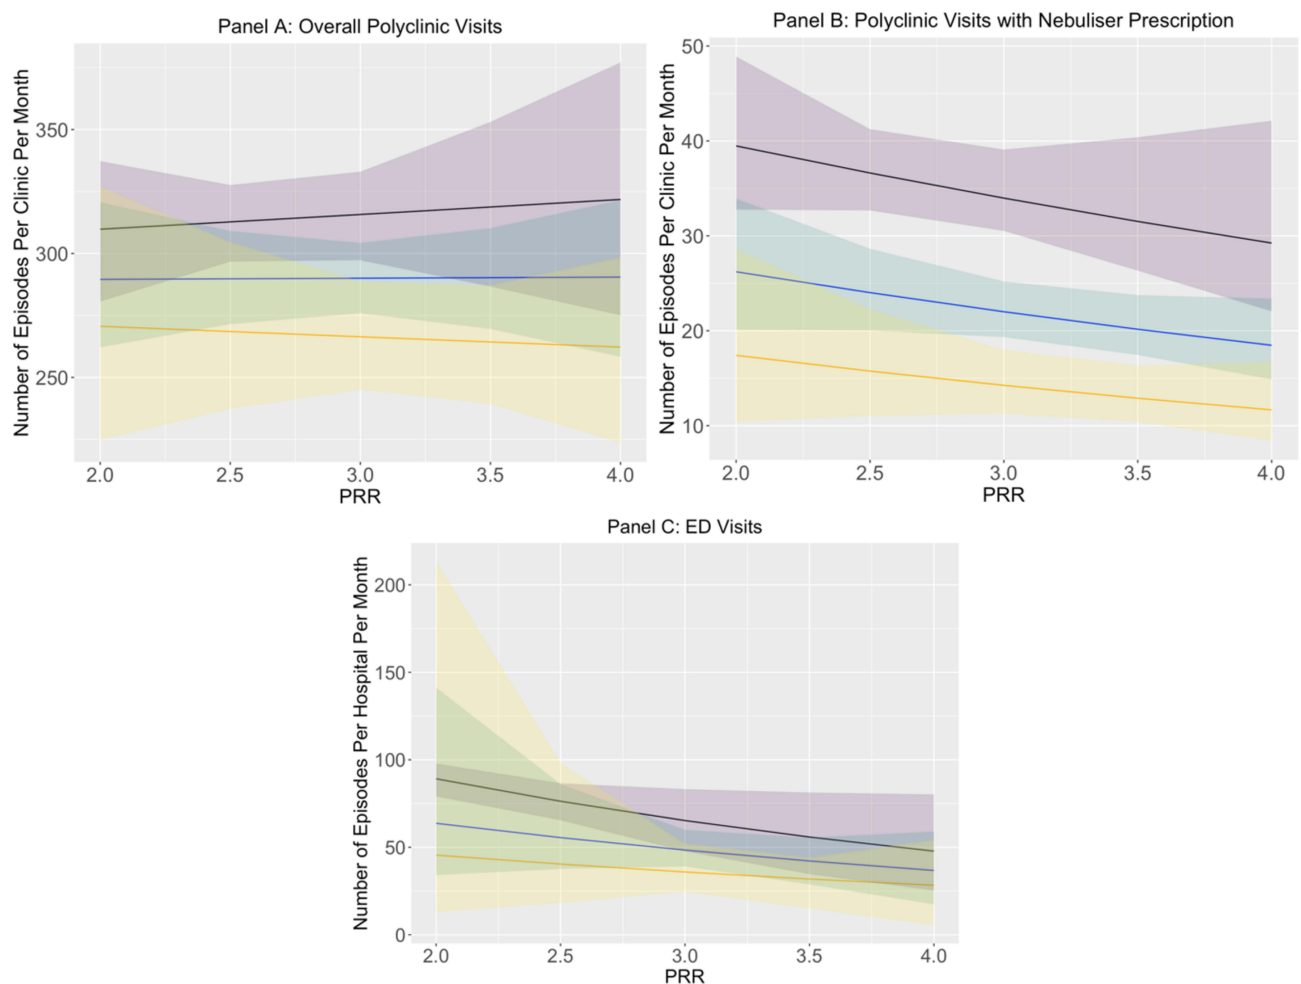 Panel A: Overall Polyclinic Visits
Number of Episodes Per Clinic Per Month
350
300
250
2.0 2.5 3.0 3.5 4.0
PRR
Panel B: Polyclinic Visits with Nebuliser Prescription
Number of Episodes Per Clinic Per Month
50
40
30
20
10
2.0 2.5 3.0 3.5 4.0
PRR
Panel C: ED Visits
Number of Episodes Per Hospital Per Month
200
150
100
50
0
2.0 2.5 3.0 3.5 4.0
PRR